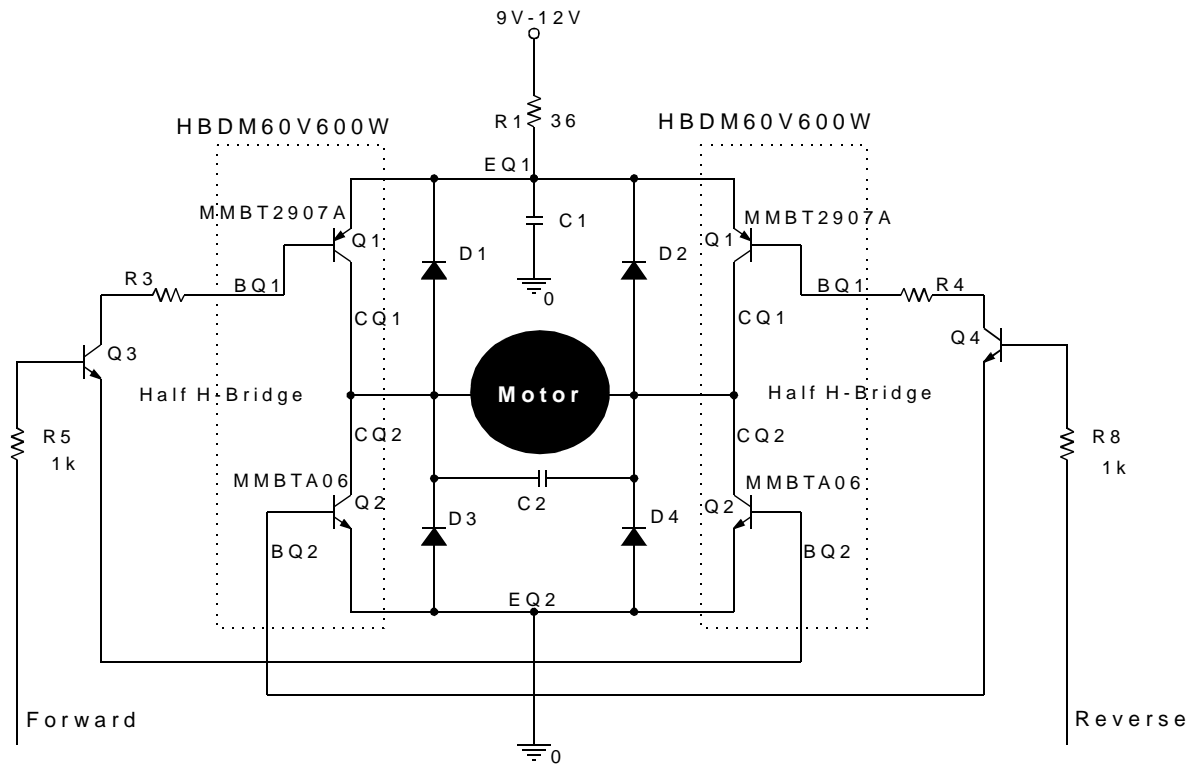 9V-12V
R1 36
HBDM60V600W
HBDM60V600W
EQ1
MMBT2907A
C1
MMBT2907A
Q1
Q1
D1
D2
0
R3
BQ1
BQ1
R4
CQ1
CQ1
Q3
Q4
Half H-Bridge
Motor
Half H-Bridge
R5
1k
CQ2
CQ2
R8
1k
MMBTA06
MMBTA06
Q2
C2
Q2
D3
D4
BQ2
BQ2
EQ2
Forward
Reverse
0